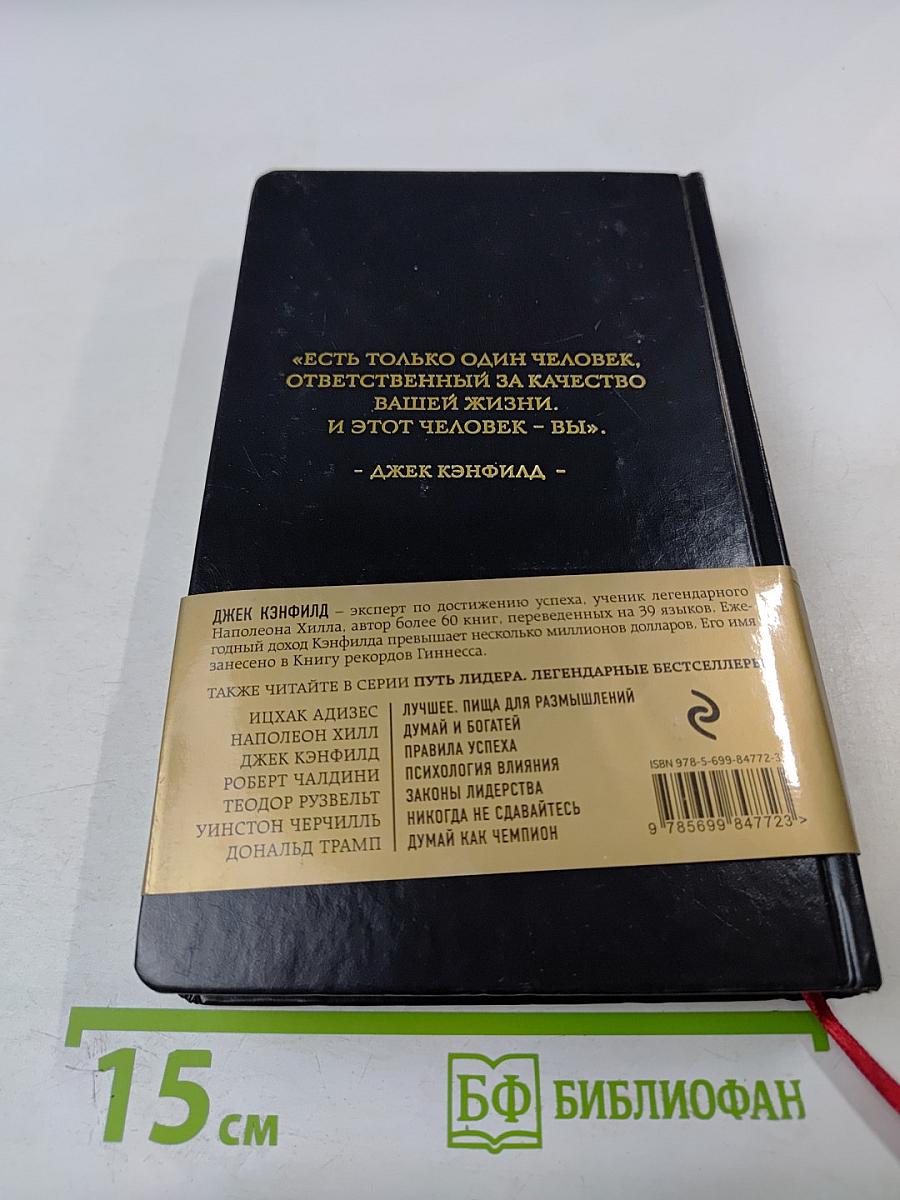 «ЕСТЬ ТОЛЬКО ОДИН ЧЕЛОВЕК,
ОТВЕТСТВЕННЫЙ ЗА КАЧЕСТВО
ВАШЕЙ ЖИЗНИ.
И ЭТОТ ЧЕЛОВЕК – ВЫ».
- ДЖЕК КЭНФИЛД -
ДЖЕК КЭНФИЛД – эксперт по достижению успеха, ученик легендарного
Наполеона Хилла, автор более 60 книг, переведенных на 39 языков. Еже-
годный доход Кэнфилда превышает несколько миллионов долларов. Его имя
занесено в Книгу рекордов Гиннесса.
ТАКЖЕ ЧИТАЙТЕ В СЕРИИ ПУТЬ ЛИДЕРА. ЛЕГЕНДАРНЫЕ БЕСТСЕЛЛЕРЫ
ИЦХАК АДИЗЕС ЛУЧШЕЕ. ПИЩА ДЛЯ РАЗМЫШЛЕНИЙ
НАПОЛЕОН ХИЛЛ ДУМАЙ И БОГАТЕЙ
ДЖЕК КЭНФИЛД ПРАВИЛА УСПЕХА
РОБЕРТ ЧАЛДИНИ ПСИХОЛОГИЯ ВЛИЯНИЯ
ТЕОДОР РУЗВЕЛЬТ ЗАКОНЫ ЛИДЕРСТВА
УИНСТОН ЧЕРЧИЛЛЬ НИКОГДА НЕ СДАВАЙТЕСЬ
ДОНАЛЬД ТРАМП ДУМАЙ КАК ЧЕМПИОН
ISBN 978-5-699-84772-3
9 785699 847723 >
15 см
БФ БИБЛИОФАН